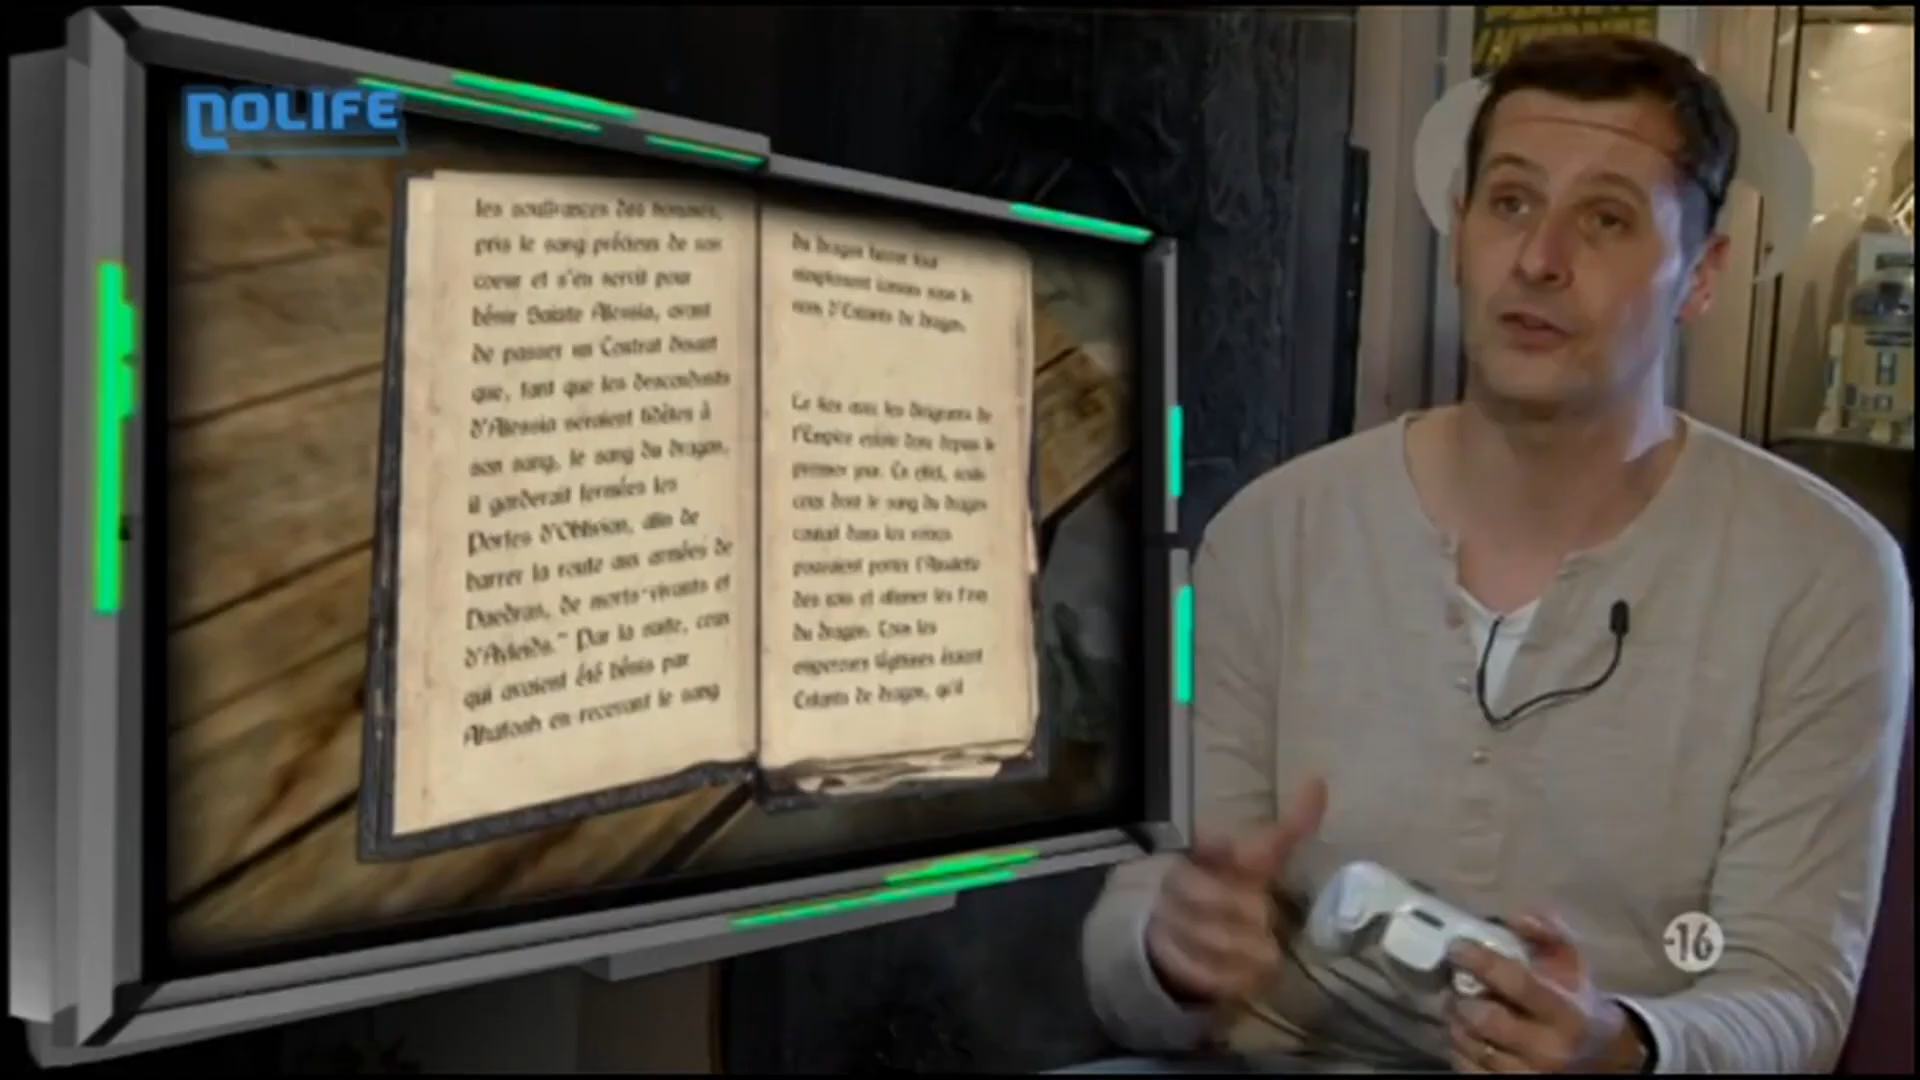 NOLIFE
les souffrances des hommes,
pris le sang précieux de son
coeur et s'en servit pour
bénir Sainte Alessia, avant
de passer un Contrat disant
que, tant que les descendants
d'Alessia seraient fidèles à
son sang, le sang du dragon,
il garderait fermées les
Portes d'Oblivion, afin de
barrer la route aux armées de
Daedras, de morts-vivants et
d'Ayleids." Par la suite, ceux
qui avaient été bénis par
Akatosh en recevant le sang
du dragon furent tout
simplement connus sous le
nom d'Enfants du dragon.
Ce lien avec les dirigeants de
l'Empire existe donc depuis le
premier jour. En effet, seuls
ceux dont le sang du dragon
coulait dans les veines
pouvaient porter l'Amulette
des rois et allumer les Feux
du dragon. Tous les
empereurs légitimes étaient
Enfants du dragon, qu'il
-16